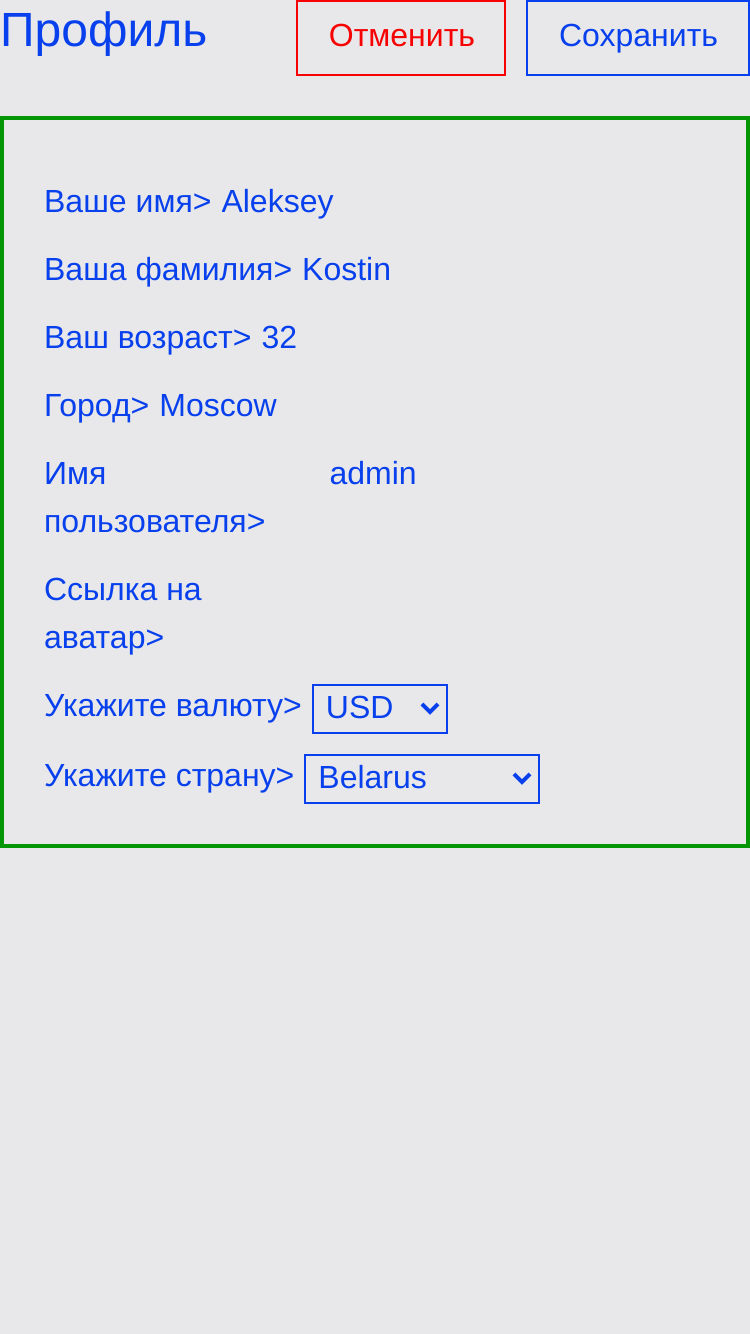 Профиль Отменить Сохранить
Ваше имя> Aleksey
Ваша фамилия> Kostin
Ваш возраст> 32
Город> Moscow
Имя admin
пользователя>
Ссылка на
аватар>
Укажите валюту> USD
Укажите страну> Belarus